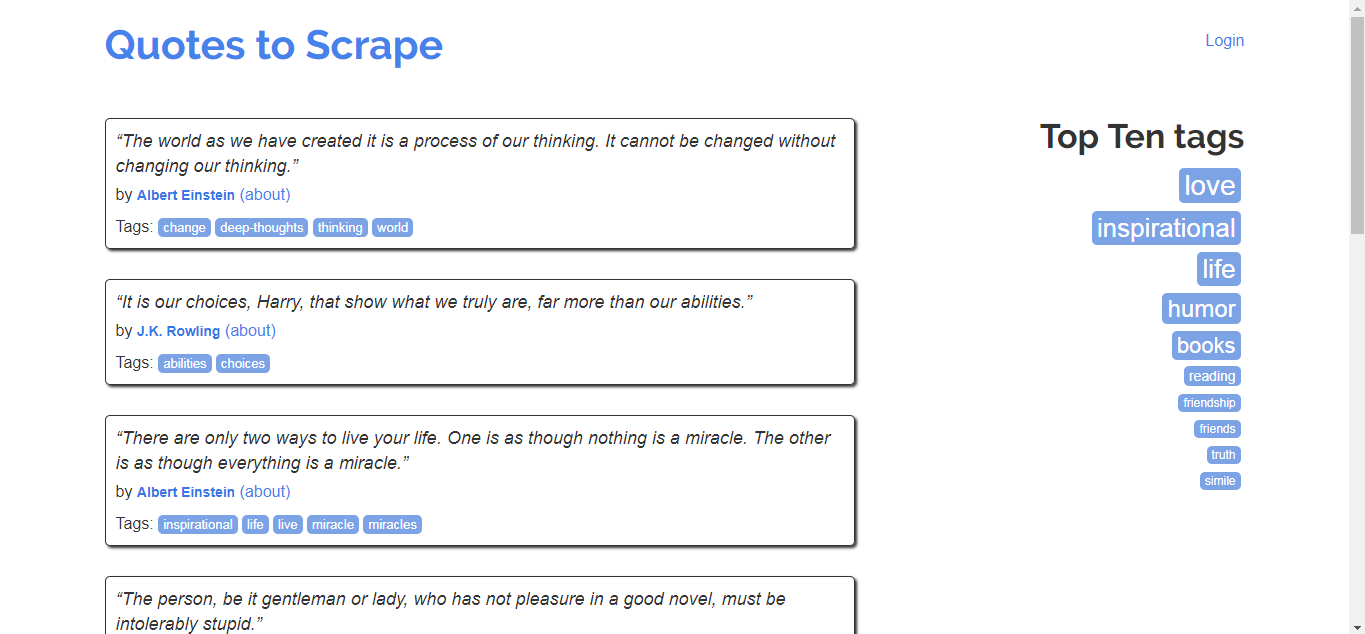 Quotes to Scrape
Login
“The world as we have created it is a process of our thinking. It cannot be changed without
changing our thinking.”
by Albert Einstein (about)
Tags: change deep-thoughts thinking world
“It is our choices, Harry, that show what we truly are, far more than our abilities.”
by J.K. Rowling (about)
Tags: abilities choices
“There are only two ways to live your life. One is as though nothing is a miracle. The other
is as though everything is a miracle.”
by Albert Einstein (about)
Tags: inspirational life live miracle miracles
“The person, be it gentleman or lady, who has not pleasure in a good novel, must be
intolerably stupid.”
Top Ten tags
love
inspirational
life
humor
books
reading
friendship
friends
truth
simile